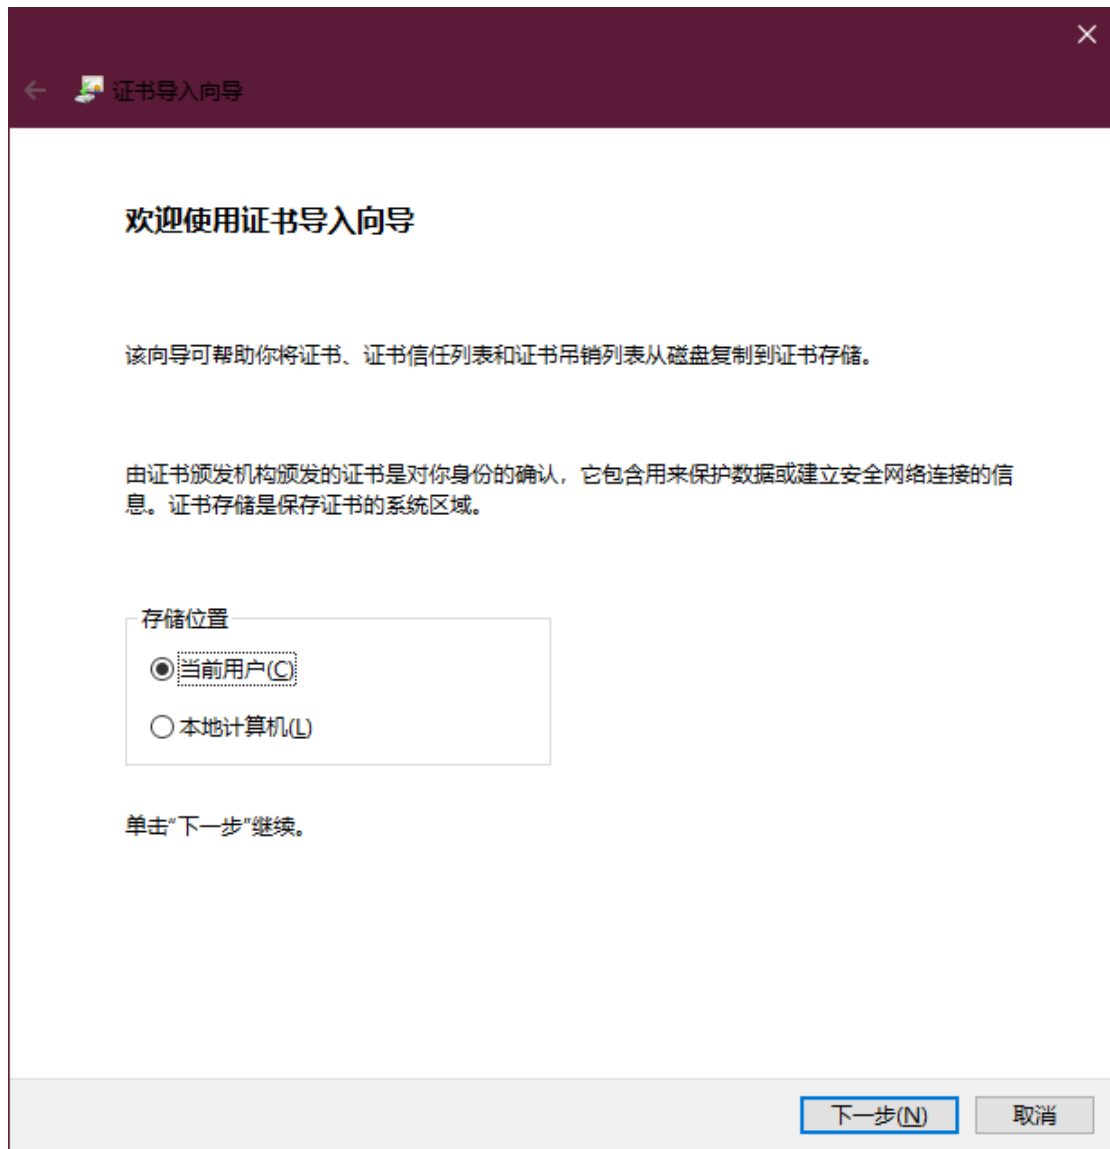 证书导入向导
欢迎使用证书导入向导
该向导可帮助你将证书、证书信任列表和证书吊销列表从磁盘复制到证书存储。
由证书颁发机构颁发的证书是对你身份的确认，它包含用来保护数据或建立安全网络连接的信
息。证书存储是保存证书的系统区域。
存储位置
当前用户(C)
本地计算机(L)
单击“下一步”继续。
下一步(N)
取消